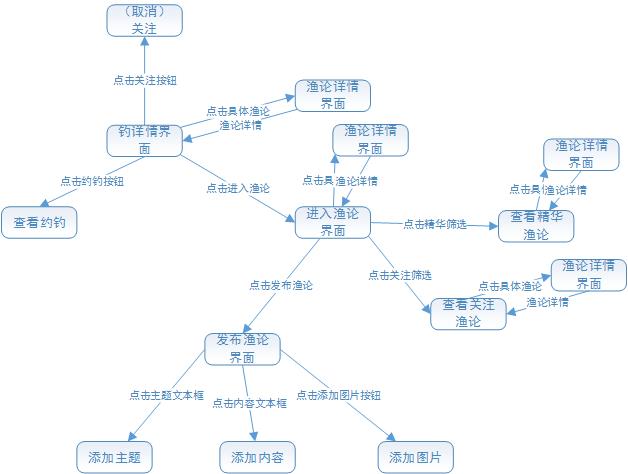 （取消）
关注
点击关注按钮
渔论详情
界面
点击具体渔论
渔论详情
钓详情界
面
渔论详情
界面
渔论详情
界面
点击约钓按钮
点击进入渔论
点击具
渔论详情
点击具
渔论详情
查看约钓
进入渔论
界面
点击精华筛选
查看精华
渔论
点击关注筛选
渔论详情
界面
点击具体渔论
渔论详情
点击发布渔论
查看关注
渔论
发布渔论
界面
点击主题文本框
点击内容文本框
点击添加图片按钮
添加主题
添加内容
添加图片